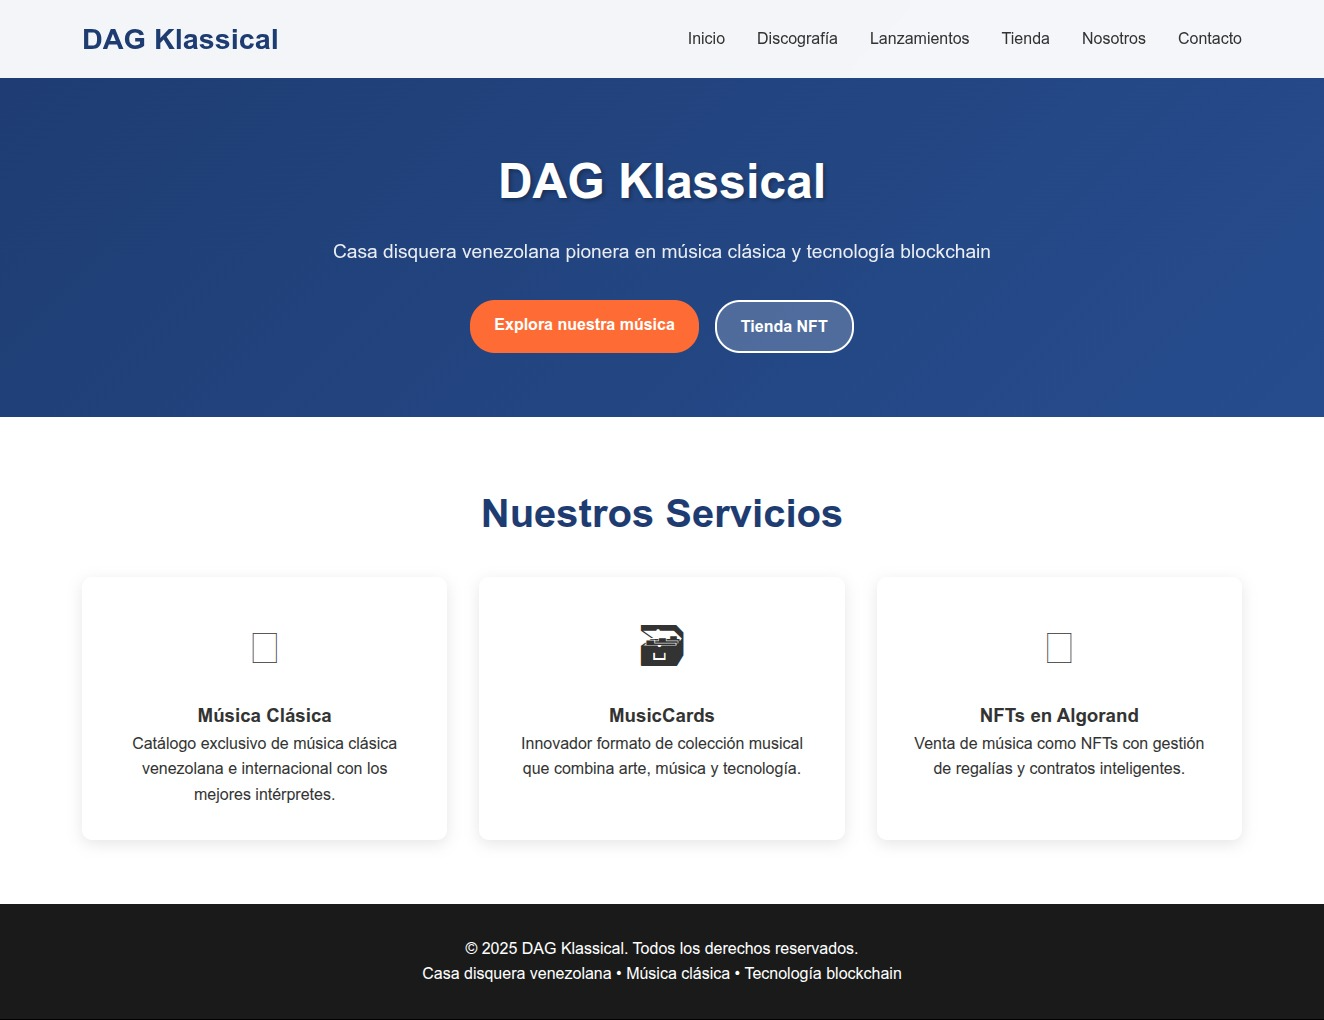 DAG Klassical
Inicio Discografía Lanzamientos Tienda Nosotros Contacto
DAG Klassical
Casa disquera venezolana pionera en música clásica y tecnología blockchain
Explora nuestra música
Tienda NFT
Nuestros Servicios
Música Clásica
Catálogo exclusivo de música clásica
venezolana e internacional con los
mejores intérpretes.
MusicCards
Innovador formato de colección musical
que combina arte, música y tecnología.
NFTs en Algorand
Venta de música como NFTs con gestión
de regalías y contratos inteligentes.
© 2025 DAG Klassical. Todos los derechos reservados.
Casa disquera venezolana • Música clásica • Tecnología blockchain